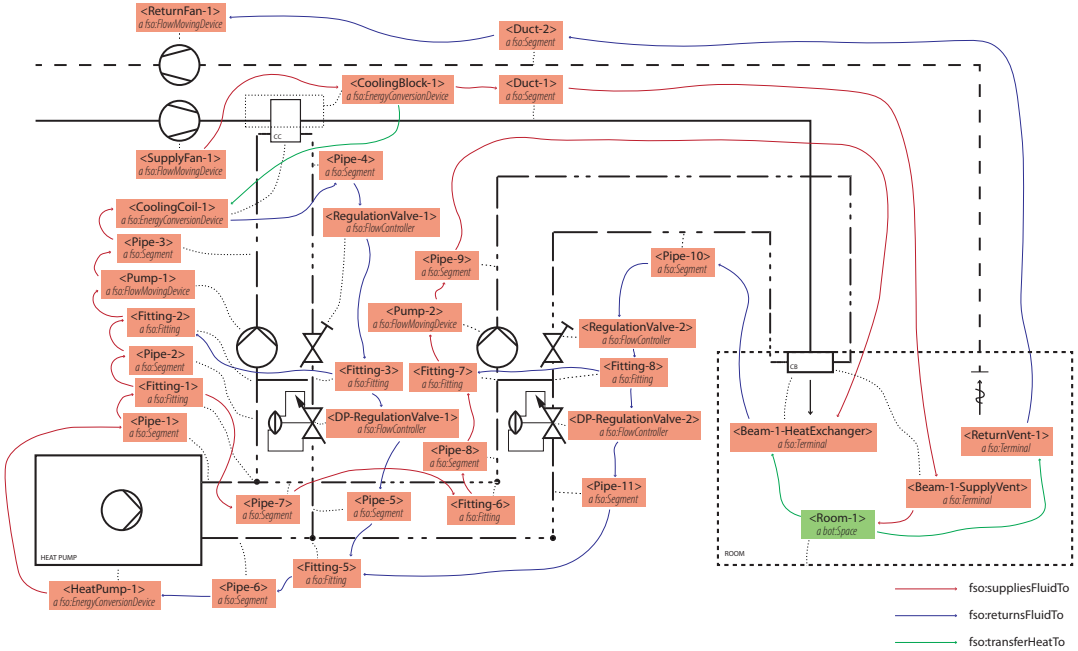 <ReturnFan-1>
a fso:FlowMovingDevice
<Duct-2>
a fso:Segment
<CoolingBlock-1>
a fso:EnergyConversionDevice
<Duct-1>
a fso:Segment
CC
<SupplyFan-1>
a fso:FlowMovingDevice
<Pipe-4>
a fso:Segment
<CoolingCoil-1>
a fso:EnergyConversionDevice
<RegulationValve-1>
a fso:FlowController
<Pipe-3>
a fso:Segment
<Pipe-9>
a fso:Segment
<Pipe-10>
a fso:Segment
<Pump-1>
a fso:FlowMovingDevice
<Fitting-2>
a fso:Fitting
<Pump-2>
a fso:FlowMovingDevice
<RegulationValve-2>
a fso:FlowController
<Pipe-2>
a fso:Segment
<Fitting-3>
a fso:Fitting
<Fitting-7>
a fso:Fitting
<Fitting-8>
a fso:Fitting
CB
<Fitting-1>
a fso:Fitting
<Pipe-1>
a fso:Segment
<DP-RegulationValve-1>
a fso:FlowController
<DP-RegulationValve-2>
a fso:FlowController
<Beam-1-HeatExchanger>
a fso:Terminal
<ReturnVent-1>
a fso:Terminal
<Pipe-8>
a fso:Segment
<Pipe-7>
a fso:Segment
<Pipe-5>
a fso:Segment
<Fitting-6>
a fso:Fitting
<Pipe-11>
a fso:Segment
<Beam-1-SupplyVent>
a fso:Terminal
<Room-1>
a bot:Space
HEAT PUMP
ROOM
<Fitting-5>
a fso:Fitting
<HeatPump-1>
a fso:EnergyConversionDevice
<Pipe-6>
a fso:Segment
fso:suppliesFluidTo
fso:returnsFluidTo
fso:transferHeatTo